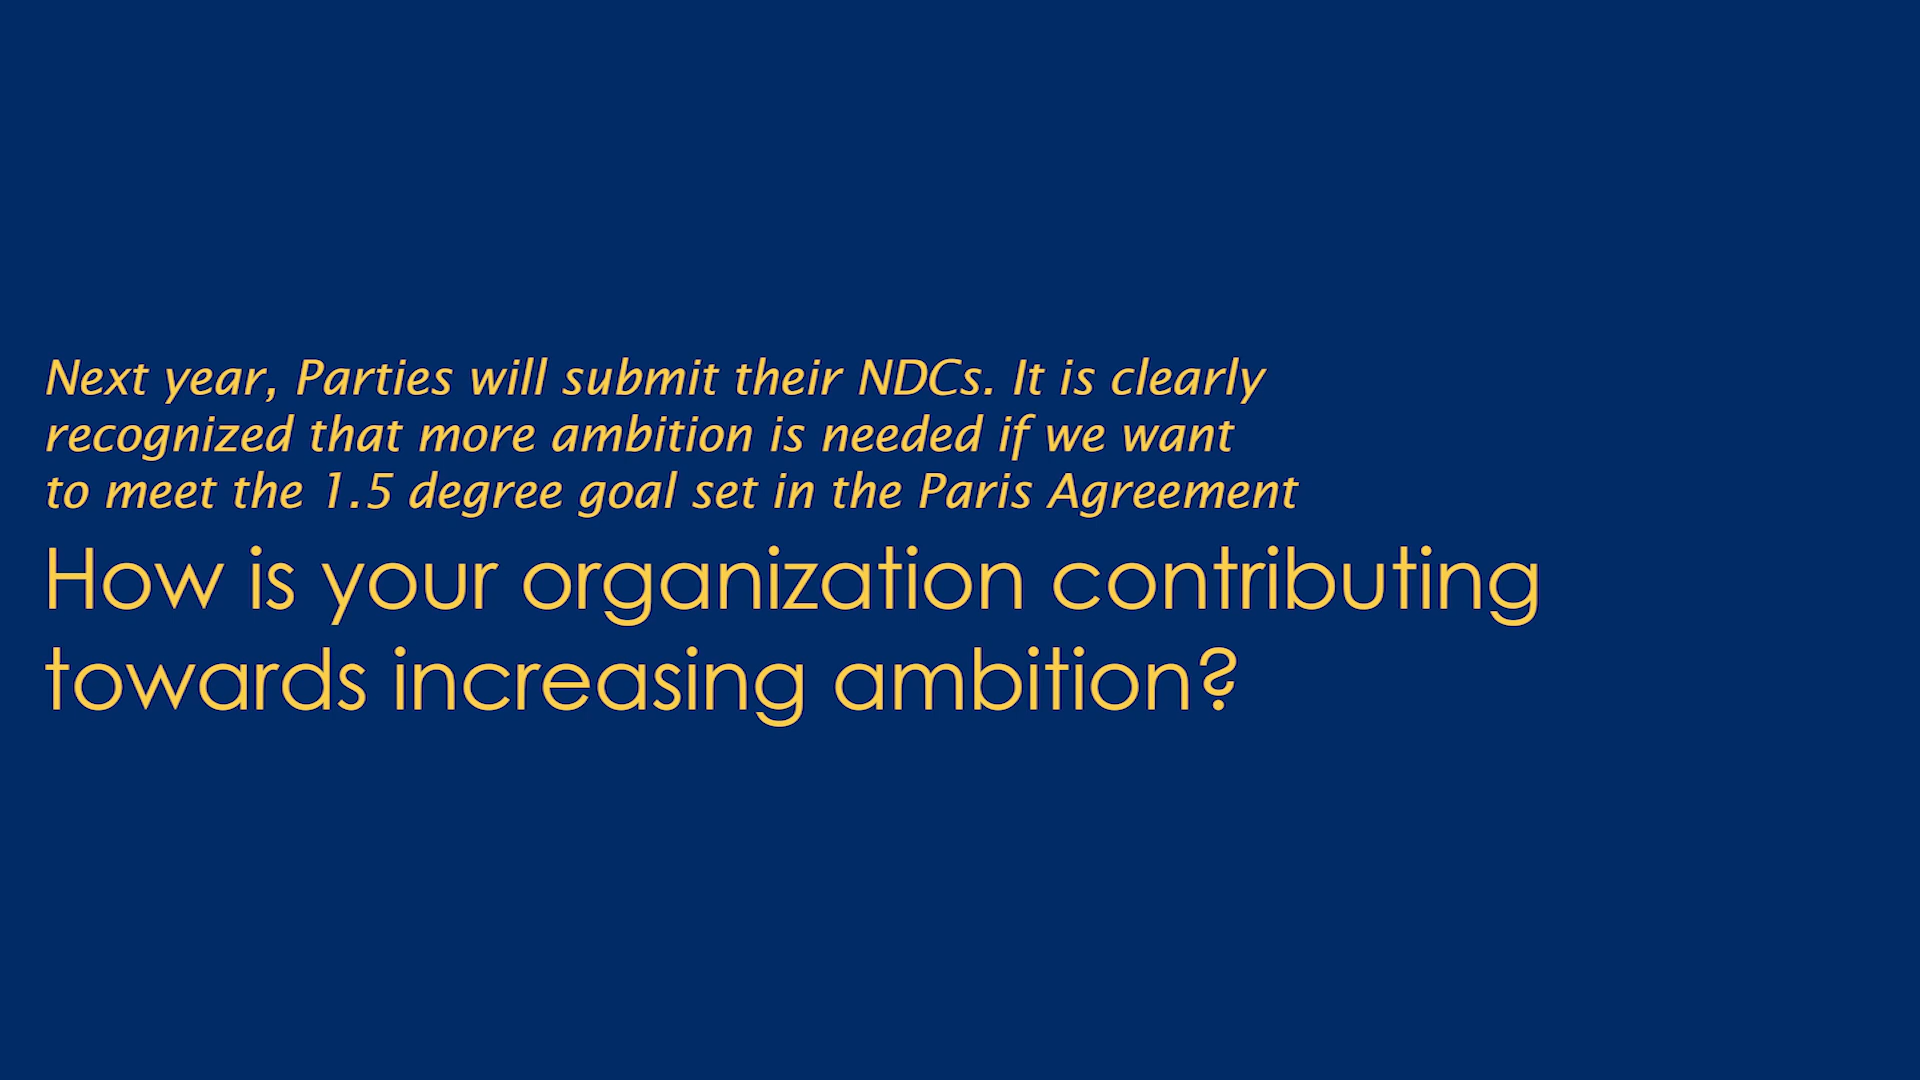 Next year, Parties will submit their NDCs. It is clearly
recognized that more ambition is needed if we want
to meet the 1.5 degree goal set in the Paris Agreement
How is your organization contributing
towards increasing ambition?